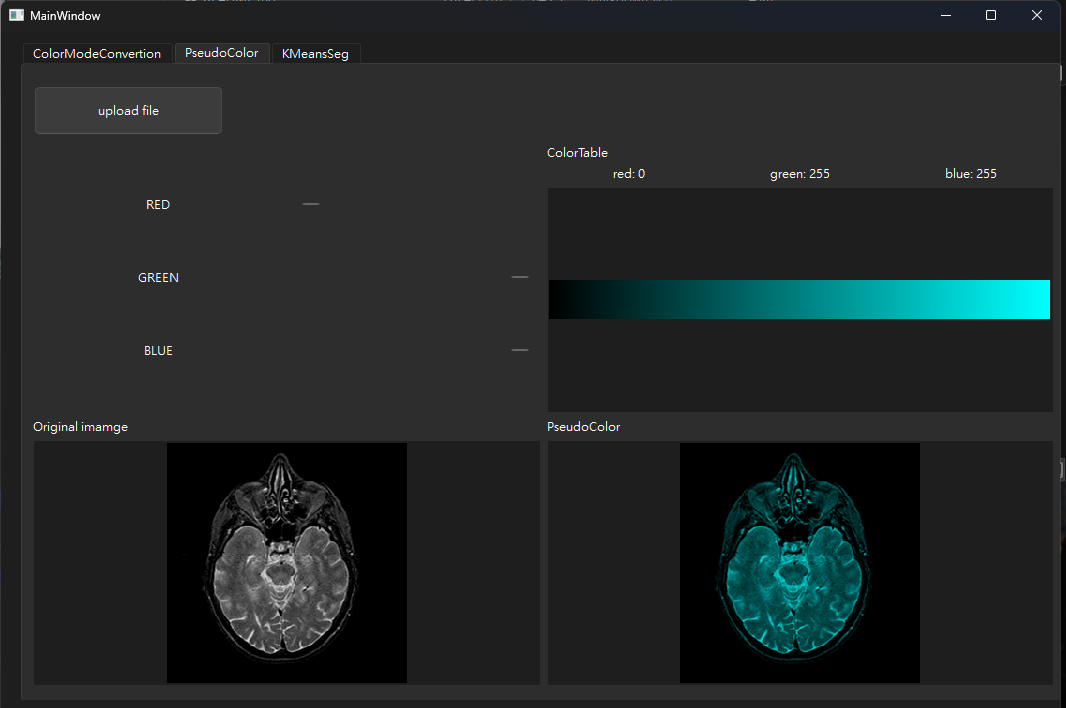 MainWindow
ColorModeConvertion PseudoColor KMeansSeg
upload file
ColorTable
red: 0 green: 255 blue: 255
RED
GREEN
BLUE
Original imamge
PseudoColor